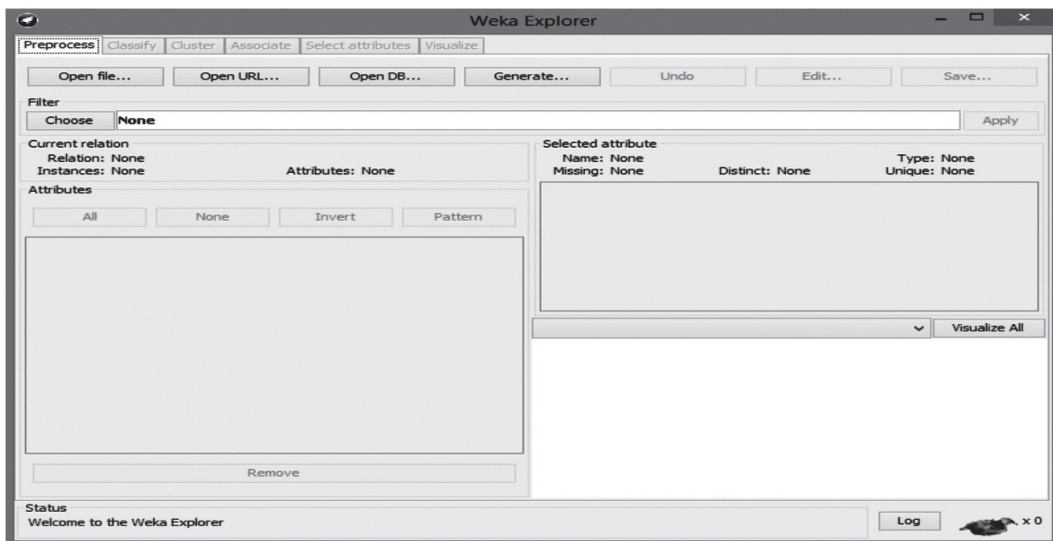 Weka Explorer
Preprocess Classify Cluster Associate Select attributes Visualize
Open file... Open URL... Open DB... Generate... Undo Edit... Save...
Filter
Choose None Apply
Current relation
Relation: None
Instances: None Attributes: None
Selected attribute
Name: None Type: None
Missing: None Distinct: None Unique: None
Attributes
All None Invert Pattern
Visualize All
Remove
Status
Welcome to the Weka Explorer
Log x 0